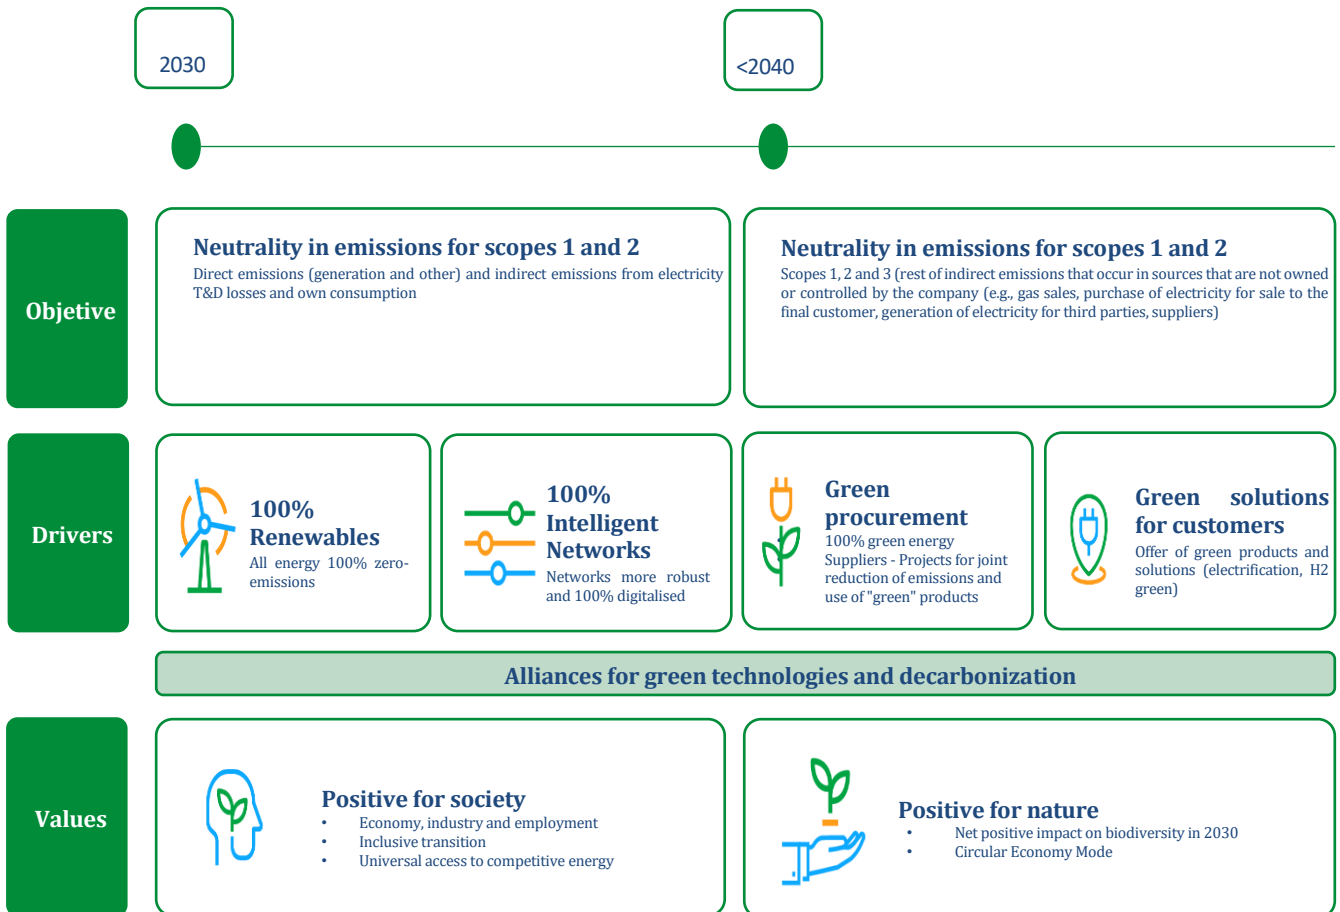 2030
<2040
Objetive
Neutrality in emissions for scopes 1 and 2
Direct emissions (generation and other) and indirect emissions from electricity
T&D losses and own consumption
Neutrality in emissions for scopes 1 and 2
Scopes 1, 2 and 3 (rest of indirect emissions that occur in sources that are not owned
or controlled by the company (e.g., gas sales, purchase of electricity for sale to the
final customer, generation of electricity for third parties, suppliers)
Drivers
100%
Renewables
All energy 100% zero-
emissions
100%
Intelligent
Networks
Networks more robust
and 100% digitalised
Green
procurement
100% green energy
Suppliers - Projects for joint
reduction of emissions and
use of "green" products
Green solutions
for customers
Offer of green products and
solutions (electrification, H2
green)
Alliances for green technologies and decarbonization
Values
Positive for society
• Economy, industry and employment
• Inclusive transition
• Universal access to competitive energy
Positive for nature
• Net positive impact on biodiversity in 2030
• Circular Economy Mode